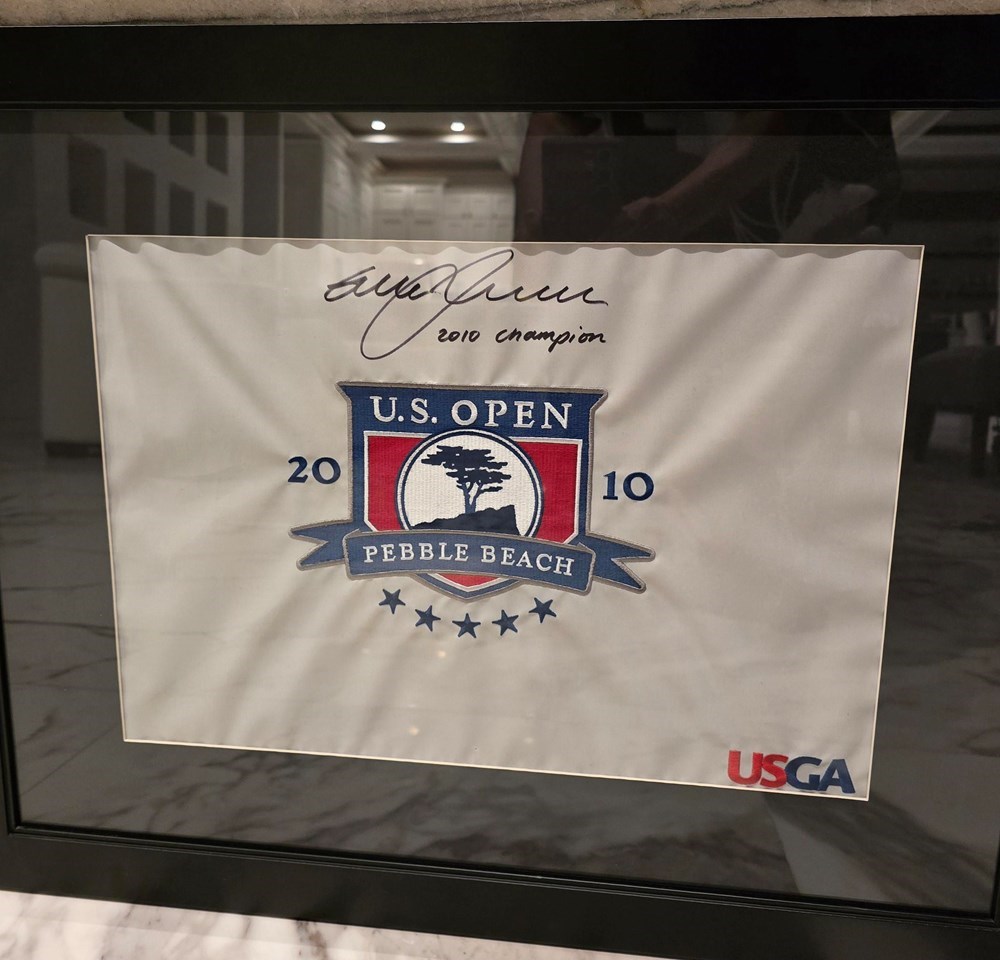 2010 champion
U.S. OPEN
20 10
PEBBLE BEACH
USGA